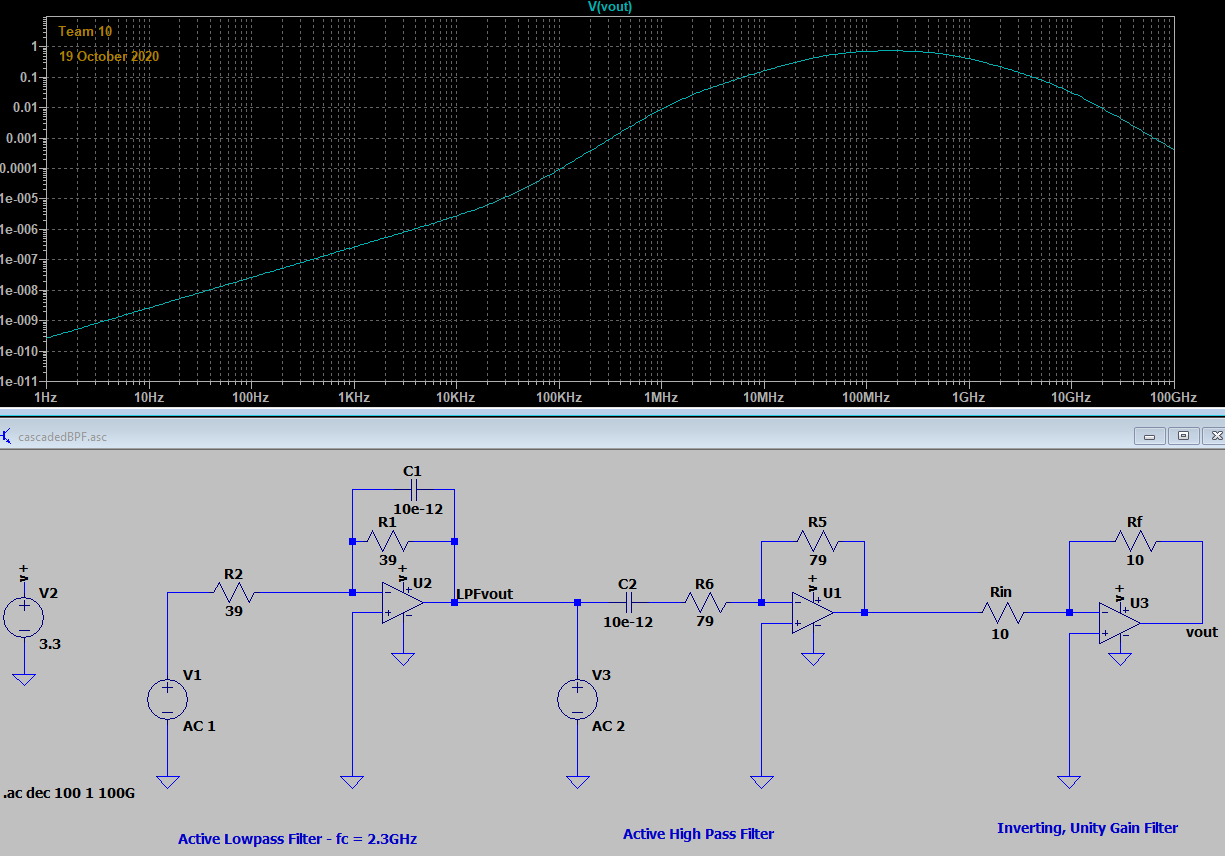 V(vout)
Team 10
19 October 2020
1
0.1
0.01
0.001
0.0001
1e-005
1e-006
1e-007
1e-008
1e-009
1e-010
1e-011
1Hz 10Hz 100Hz 1KHz 10KHz 100KHz 1MHz 10MHz 100MHz 1GHz 10GHz 100GHz
cascadedBPF.asc
C1
10e-12
R1
39
R2
39
v+
U2
LPFvout
v+
V2
3.3
V1
AC 1
C2
10e-12
R6
79
R5
79
v+
U1
V3
AC 2
Rin
10
Rf
10
v+
U3
vout
.ac dec 100 1 100G
Active Lowpass Filter - fc = 2.3GHz
Active High Pass Filter
Inverting, Unity Gain Filter